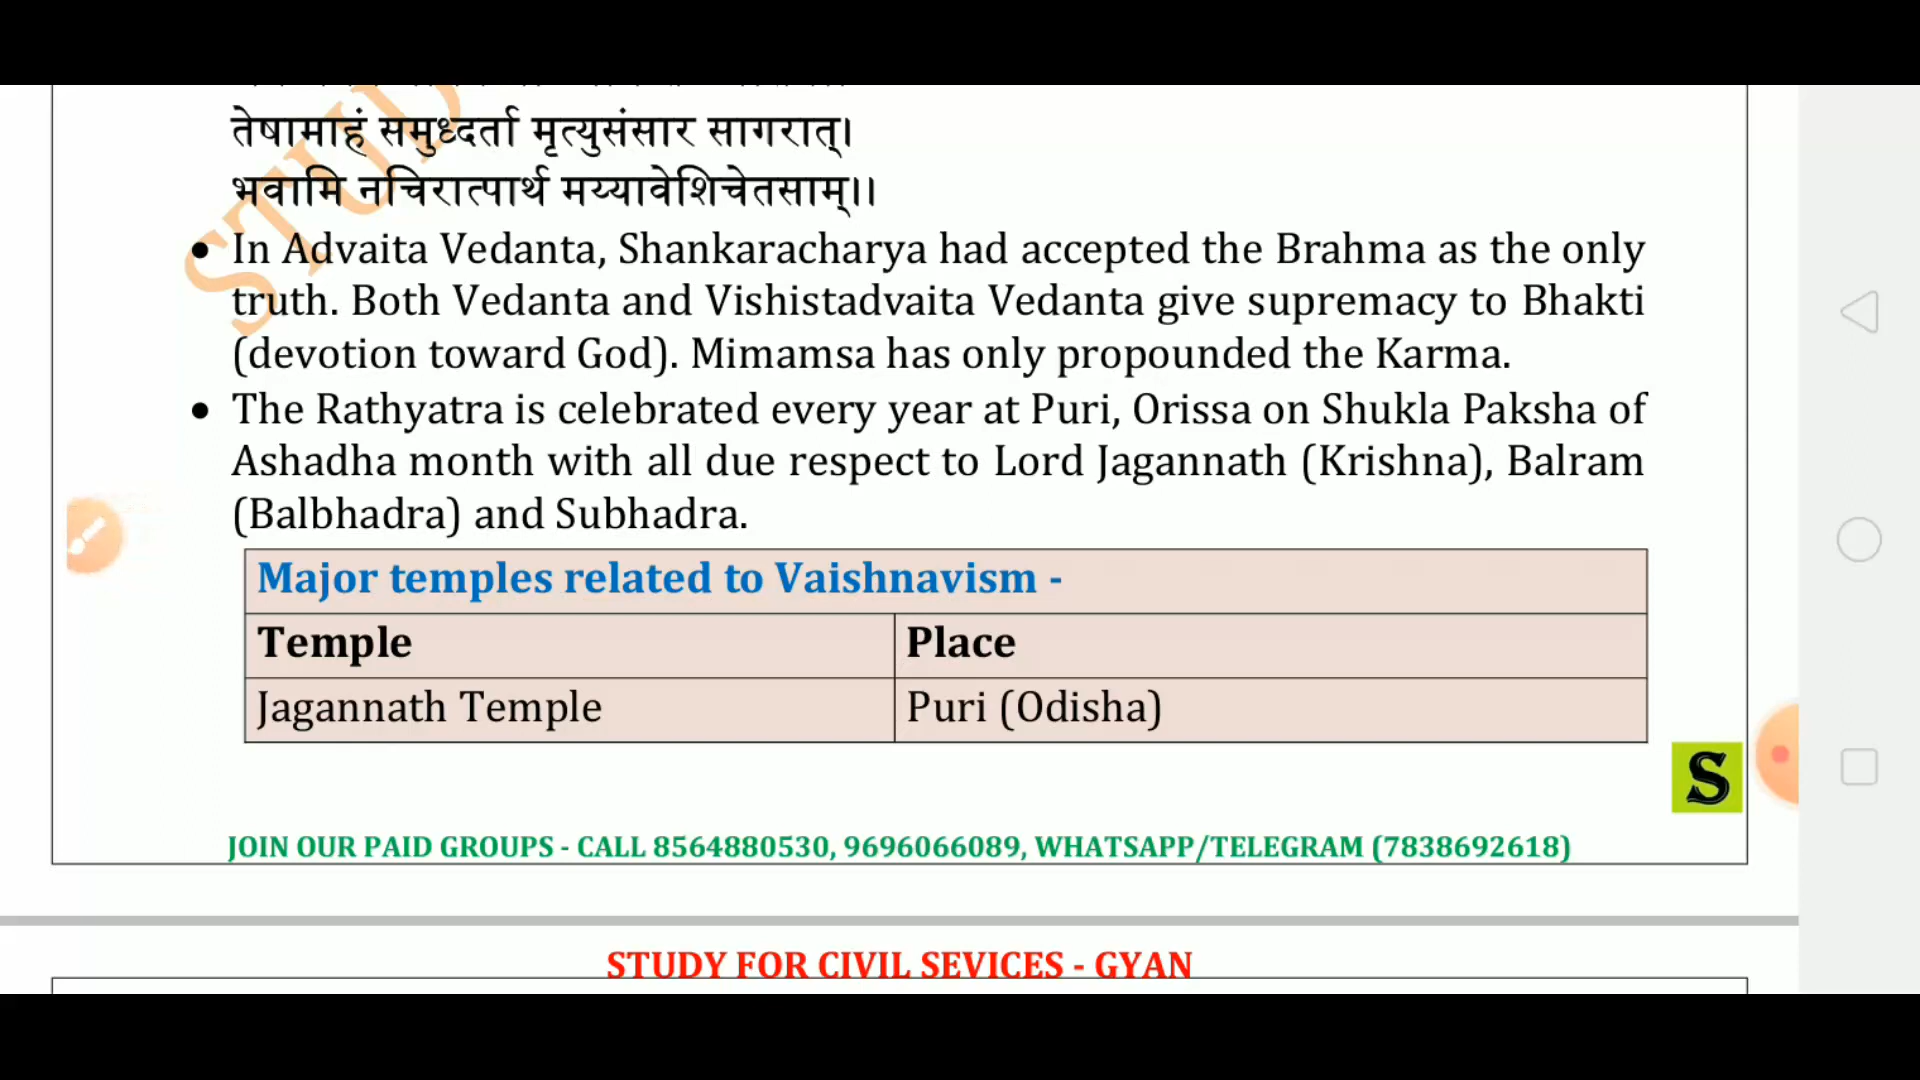 तेषामाहं समुध्दर्ता मृत्युसंसार सागरात्।
भवामि नचिरात्पार्थ मय्यावेशिचेतसाम्।।
• In Advaita Vedanta, Shankaracharya had accepted the Brahma as the only
truth. Both Vedanta and Vishistadvaita Vedanta give supremacy to Bhakti
(devotion toward God). Mimamsa has only propounded the Karma.
• The Rathyatra is celebrated every year at Puri, Orissa on Shukla Paksha of
Ashadha month with all due respect to Lord Jagannath (Krishna), Balram
(Balbhadra) and Subhadra.
Major temples related to Vaishnavism -
Temple Place
Jagannath Temple Puri (Odisha)
S
JOIN OUR PAID GROUPS - CALL 8564880530, 9696066089, WHATSAPP/TELEGRAM (7838692618)
STUDY FOR CIVIL SEVICES - GYAN
STUD